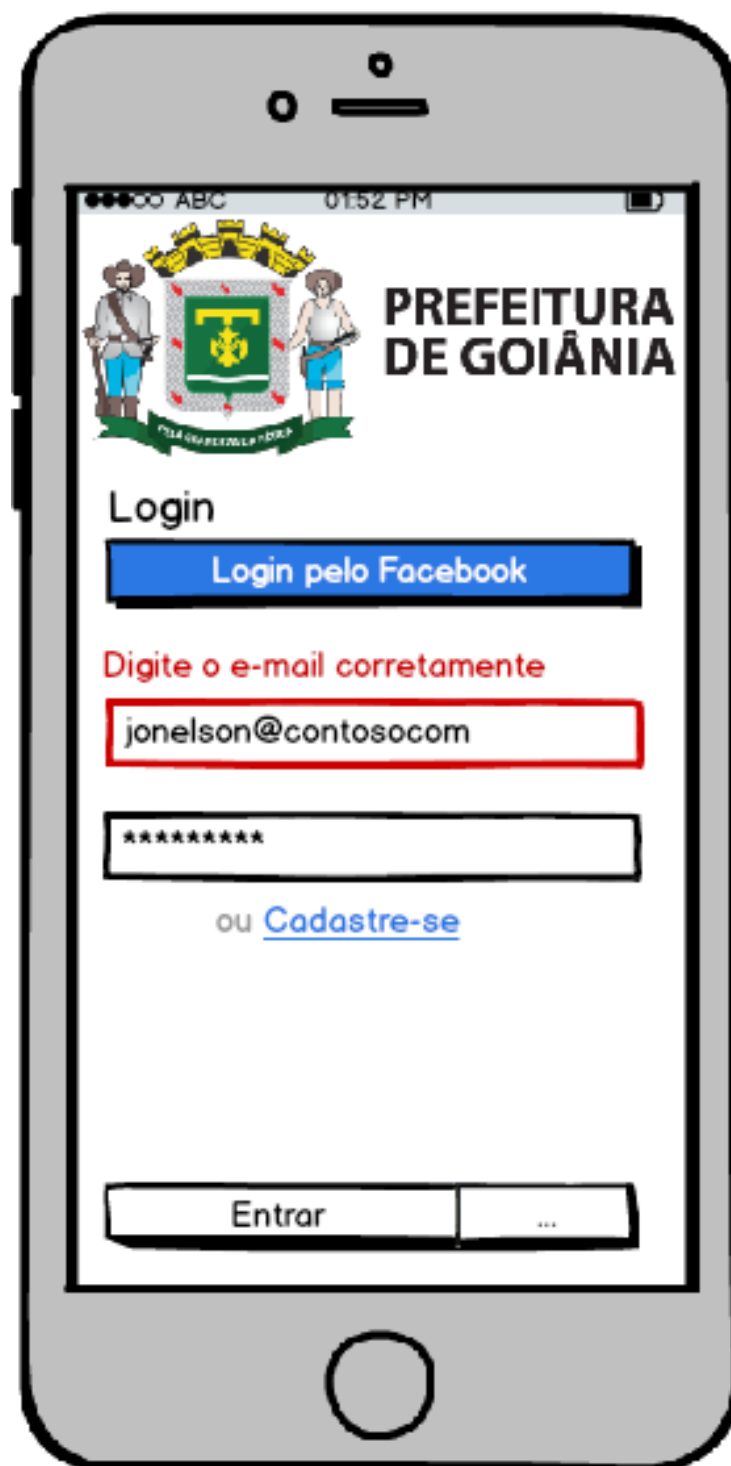 ABC 01:52 PM
PREFEITURA
DE GOIÂNIA
Login
Login pelo Facebook
Digite o e-mail corretamente
jonelson@contosocom
*********
ou Cadastre-se
Entrar ...